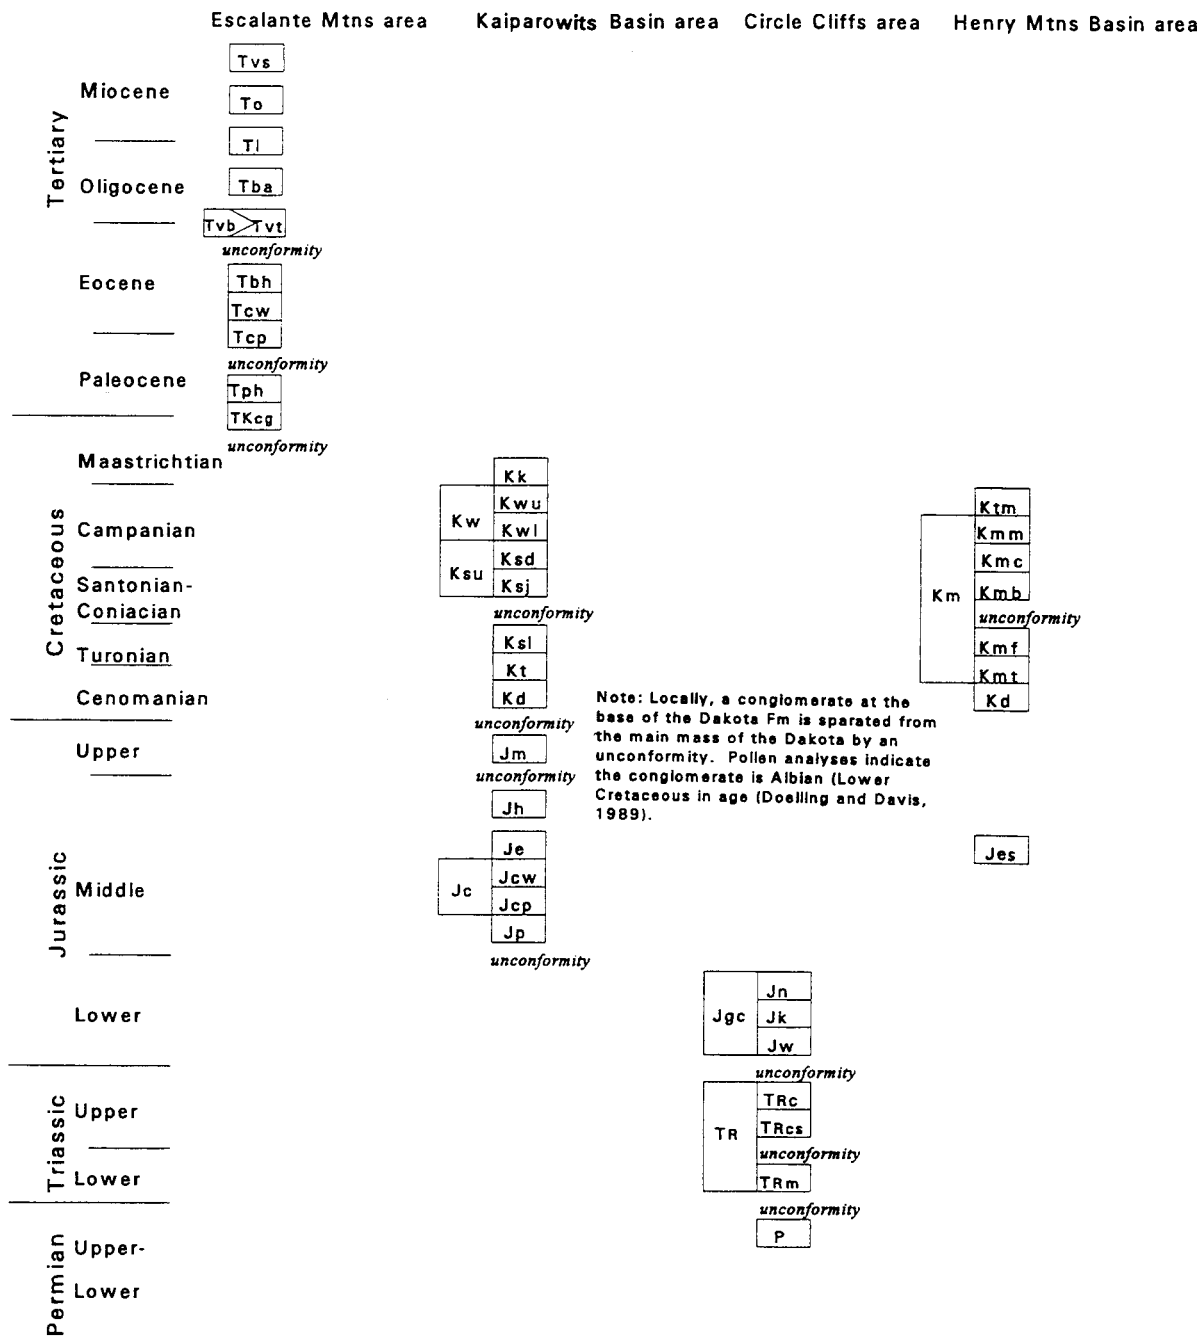 Escalante Mtns area
Kaiparowits Basin area
Circle Cliffs area
Henry Mtns Basin area
Tertiary
Miocene
Oligocene
Eocene
Paleocene
Tvs
To
Tl
Tba
Tvb
Tvt
unconformity
Tbh
Tcw
Tcp
unconformity
Tph
TKcg
unconformity
Cretaceous
Maastrichtian
Campanian
Santonian-
Coniacian
Turonian
Cenomanian
Kk
Kw
Kwu
Kwl
Ksu
Ksd
Ksj
unconformity
Ksl
Kt
Kd
unconformity
Ktm
Km
Kmm
Kmc
Kmb
unconformity
Kmf
Kmt
Kd
Note: Locally, a conglomerate at the
base of the Dakota Fm is sparated from
the main mass of the Dakota by an
unconformity. Pollen analyses indicate
the conglomerate is Albian (Lower
Cretaceous in age (Doelling and Davis,
1989).
Jurassic
Upper
Middle
Lower
Jm
unconformity
Jh
Je
Jc
Jcw
Jcp
Jp
unconformity
Jes
Jgc
Jn
Jk
Jw
unconformity
Triassic
Upper
Lower
TR
TRc
TRcs
unconformity
TRm
unconformity
Permian
Upper-
Lower
P